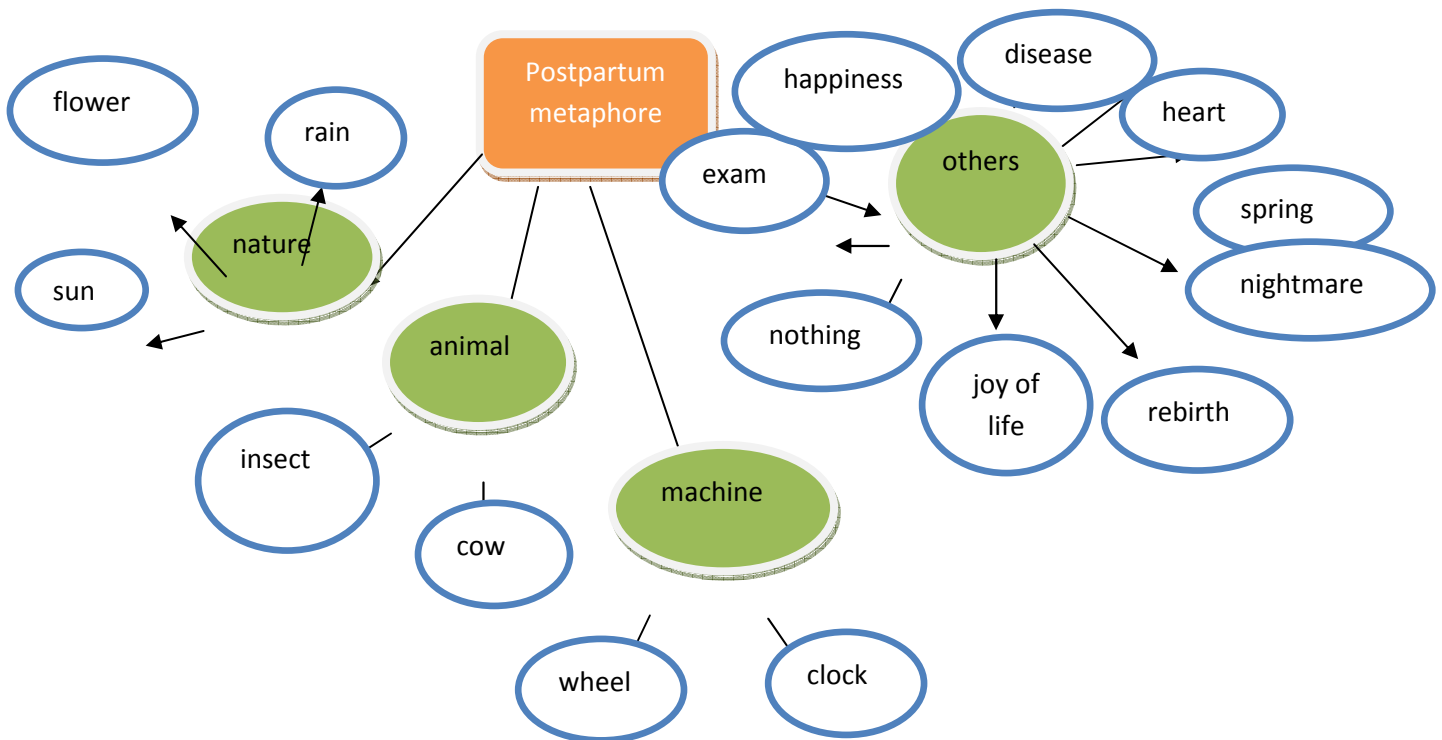 Postpartum
metaphore
disease
happiness
flower
heart
rain
others
exam
spring
nature
nightmare
sun
nothing
animal
joy of
life
rebirth
insect
machine
cow
wheel
clock